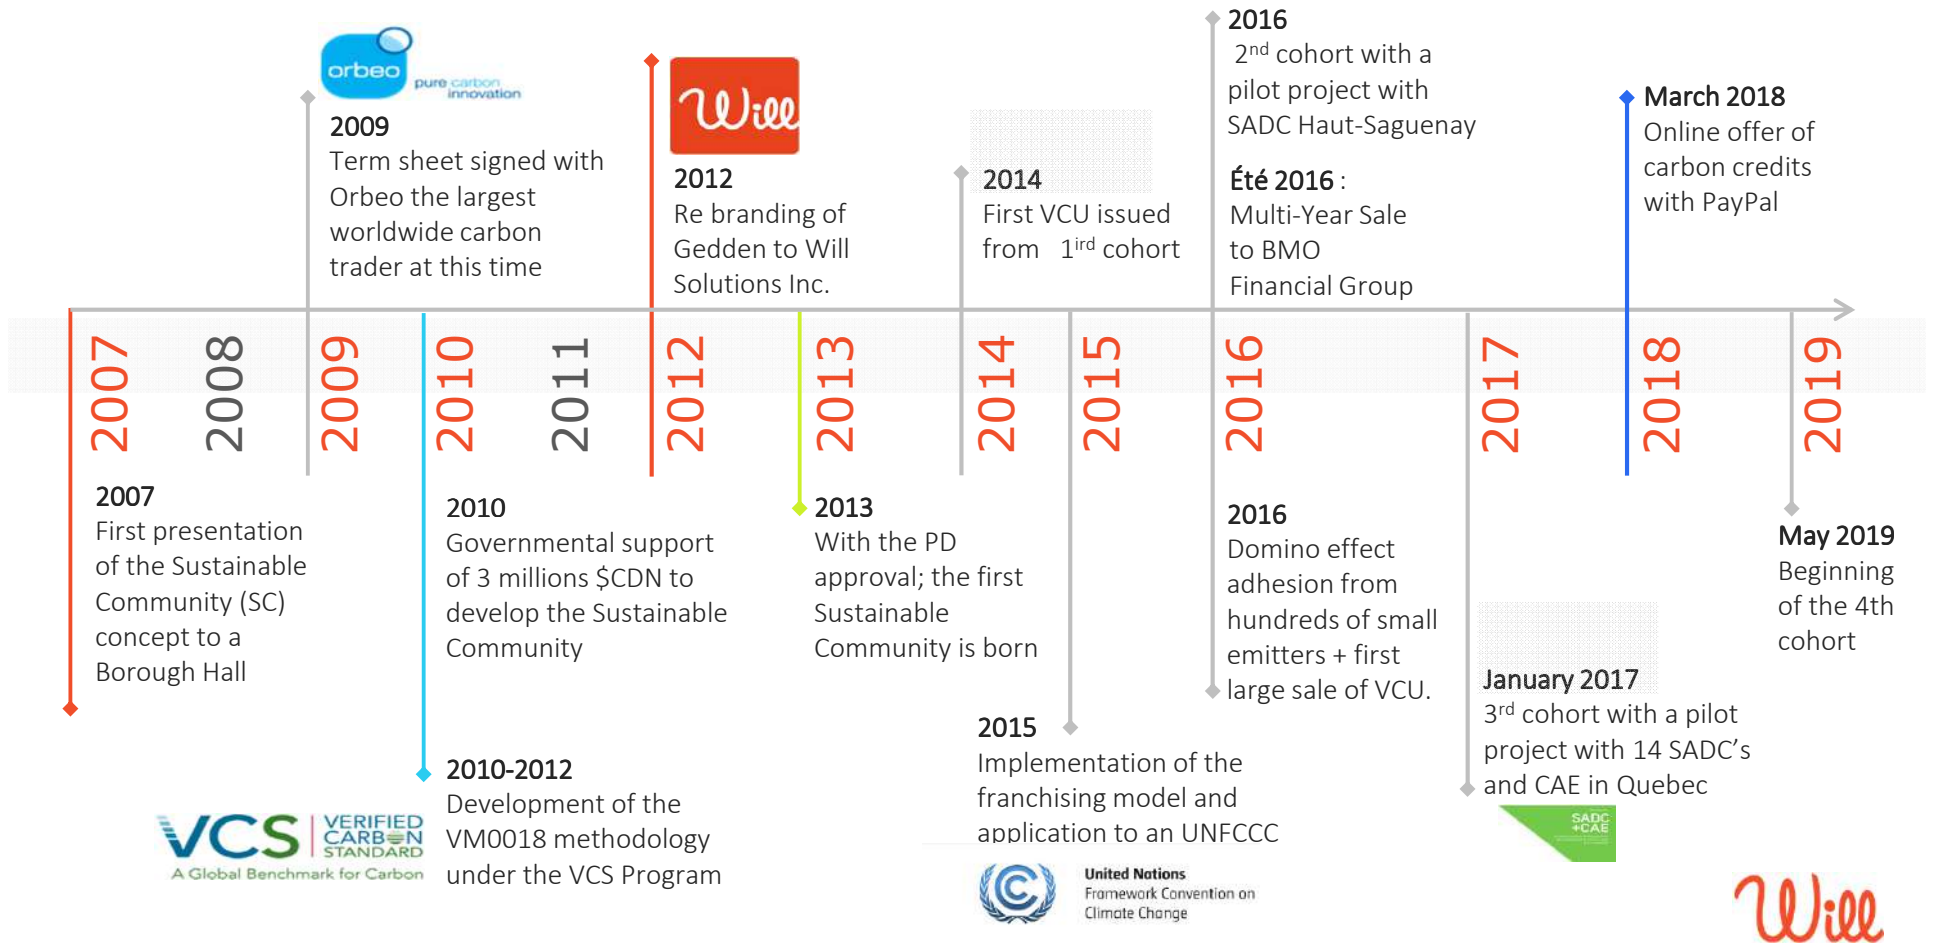 orbeo
pure carbon
innovation
2009
Term sheet signed with
Orbeo the largest
worldwide carbon
trader at this time
Will
2012
Re branding of
Gedden to Will
Solutions Inc.
2014
First VCU issued
from 1ird cohort
2016
2nd cohort with a
pilot project with
SADC Haut-Saguenay
Été 2016 :
Multi-Year Sale
to BMO
Financial Group
March 2018
Online offer of
carbon credits
with PayPal
2007
2008
2009
2010
2011
2012
2013
2014
2015
2016
2017
2018
2019
2007
First presentation
of the Sustainable
Community (SC)
concept to a
Borough Hall
2010
Governmental support
of 3 millions $CDN to
develop the Sustainable
Community
2010-2012
Development of the
VM0018 methodology
under the VCS Program
VCS
VERIFIED
CARBON
STANDARD
A Global Benchmark for Carbon
2013
With the PD
approval; the first
Sustainable
Community is born
2015
Implementation of the
franchising model and
application to an UNFCCC
United Nations
Framework Convention on
Climate Change
2016
Domino effect
adhesion from
hundreds of small
emitters + first
large sale of VCU.
January 2017
3rd cohort with a pilot
project with 14 SADC’s
and CAE in Quebec
SADC
+CAE
May 2019
Beginning
of the 4th
cohort
Will